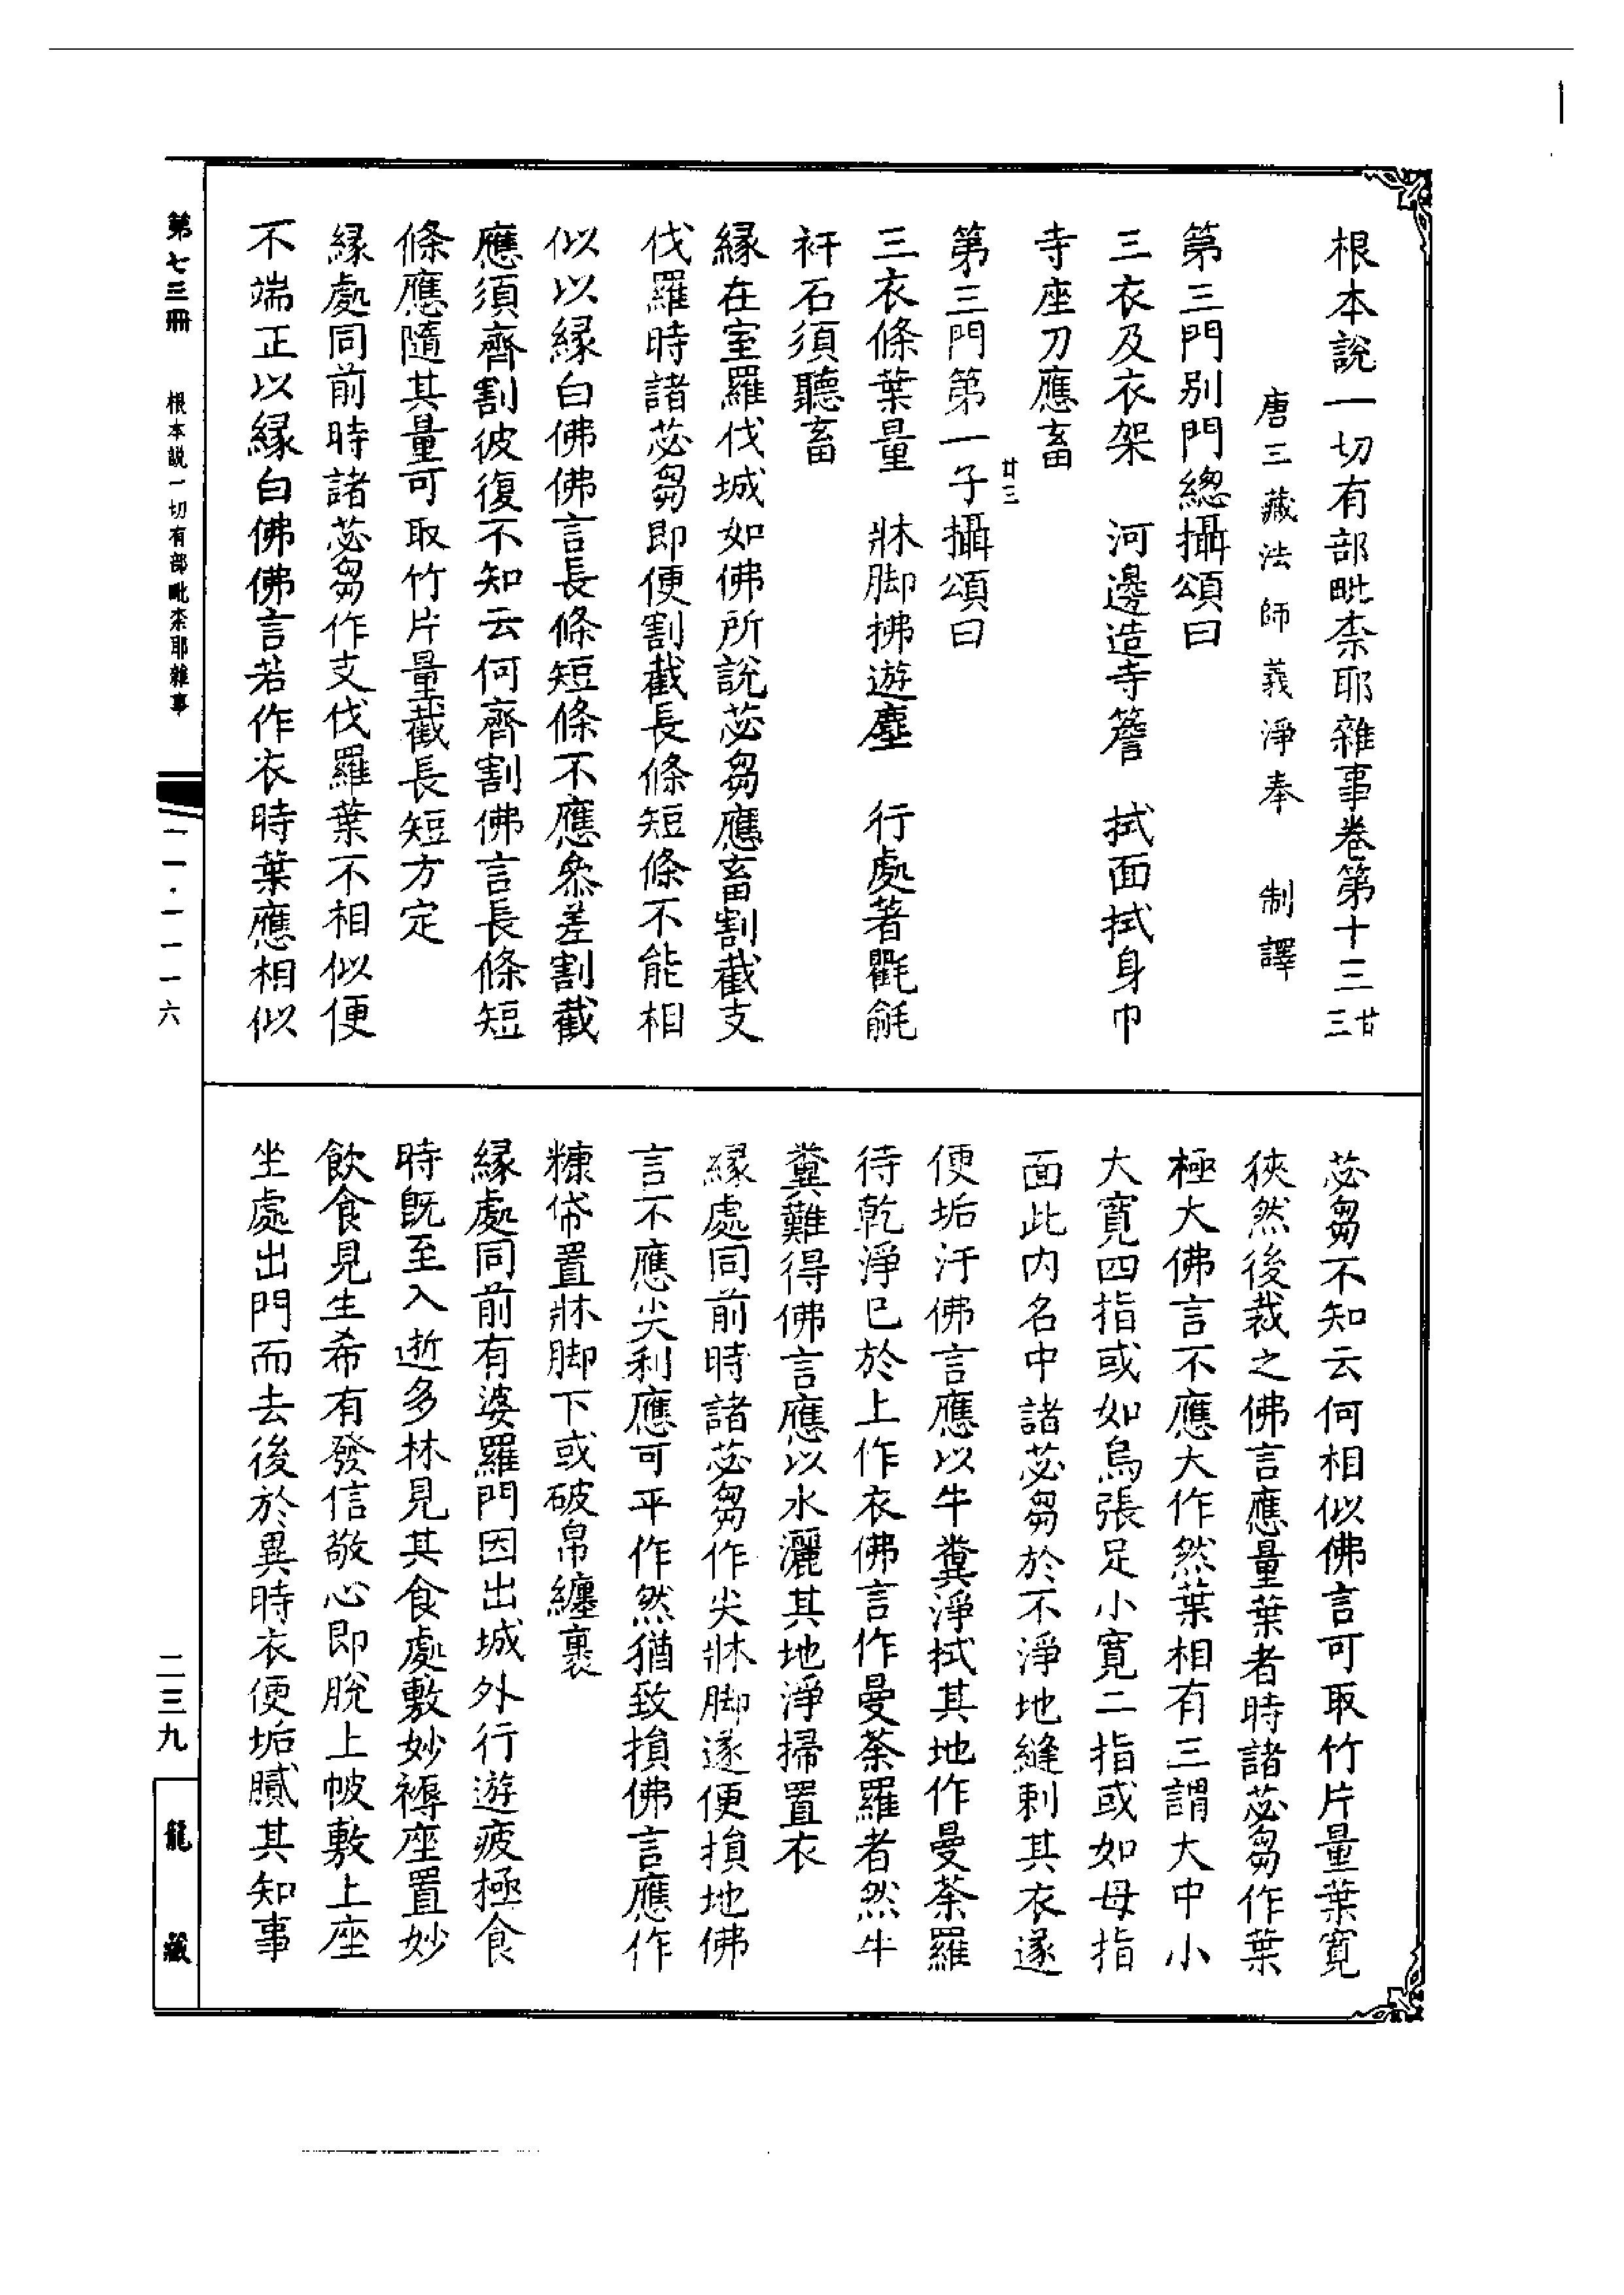 根本說一切有部毗奈耶雜事卷第十三 廿三
唐三藏法師義淨奉 制譯
第三門別門總攝頌曰
三衣及衣架 河邊造寺簷 拭面拭身巾
寺座刀應畜
第三門第一子攝頌曰
廿三
三衣條葉量 牀脚拂遊塵 行處著氍毹
衦石須聽畜
緣在室羅伐城如佛所說苾芻應畜割截支
伐羅時諸苾芻即便割截長條短條不能相
似以緣白佛佛言長條短條不應叅差割截
應須齊割彼復不知云何齊割佛言長條短
條應隨其量可取竹片量截長短方定
緣處同前時諸苾芻作支伐羅葉不相似便
不端正以緣白佛佛言若作衣時葉應相似
苾芻不知云何相似佛言可取竹片量葉寬
狹然後裁之佛言應量葉者時諸苾芻作葉
極大佛言不應大作然葉相有三謂大中小
大寬四指或如烏張足小寬二指或如母指
面此內名中諸苾芻於不淨地縫剌其衣遂
便垢汙佛言應以牛糞淨拭其地作曼荼羅
待乾淨已於上作衣佛言作曼荼羅者然牛
糞難得佛言應以水灑其地淨掃置衣
緣處同前時諸苾芻作尖牀脚遂便損地佛
言不應尖利應可平作然猶致損佛言應作
糠帒置牀脚下或破帛纏裹
緣處同前有婆羅門因出城外行遊疲極食
時既至入逝多林見其食處敷妙褥座置妙
飲食見生希有發信敬心即脫上帔敷上座
坐處出門而去後於異時衣便垢膩其知事
第七三冊 根本説一切有部毗奈耶雜事
一一·一一一六
二三九
龍藏